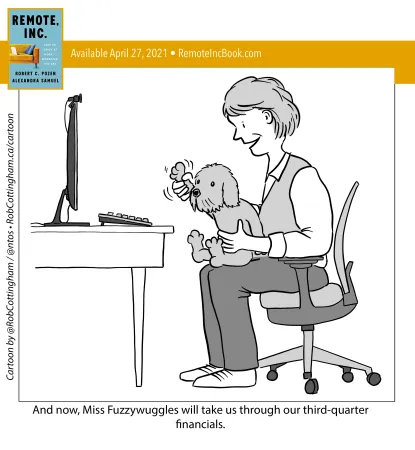 REMOTE,
INC.
ROBERT C. POZEN
ALEXANDRA SAMUEL
Available April 27, 2021 • RemoteIncBook.com
Cartoon by @RobCottingham / @ntos • RobCottingham.ca/cartoon
And now, Miss Fuzzywuggles will take us through our third-quarter
financials.